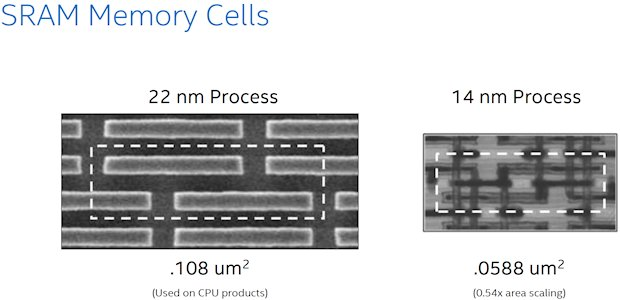 SRAM Memory Cells
22 nm Process
14 nm Process
.108 um²
.0588 um²
(Used on CPU products)
(0.54x area scaling)